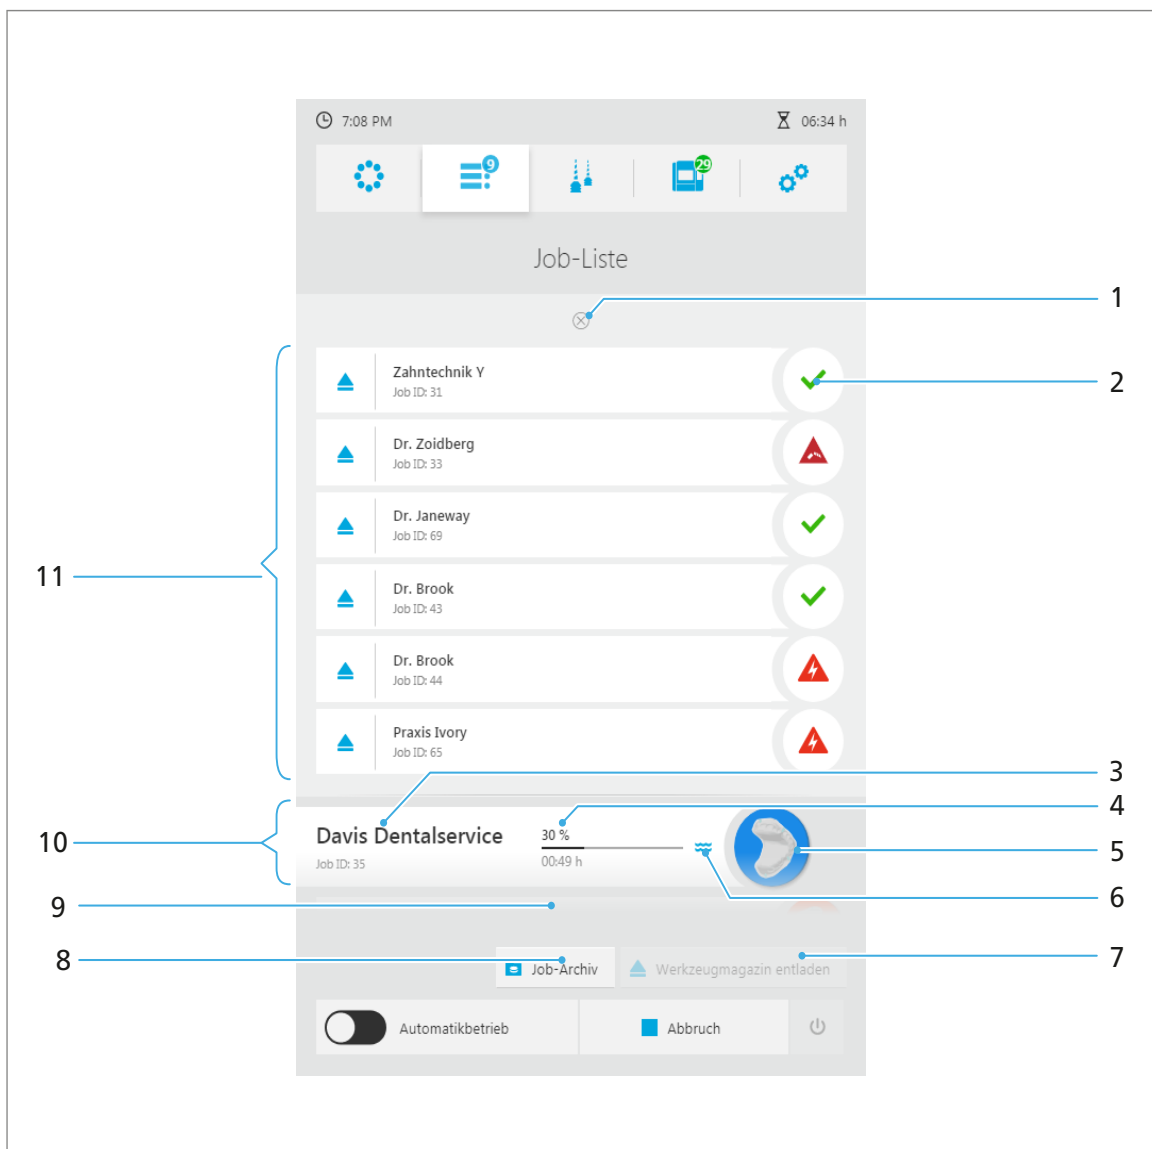 7:08 PM
06:34 h
9
29
Job-Liste
1
Zahntechnik Y
Job ID: 31
2
Dr. Zoidberg
Job ID: 33
Dr. Janeway
Job ID: 69
11
Dr. Brook
Job ID: 43
Dr. Brook
Job ID: 44
Praxis Ivory
Job ID: 65
3
4
10
Davis Dentalservice
Job ID: 35
30 %
00:49 h
5
6
9
8
Job-Archiv
Werkzeugmagazin entladen
7
Automatikbetrieb
Abbruch